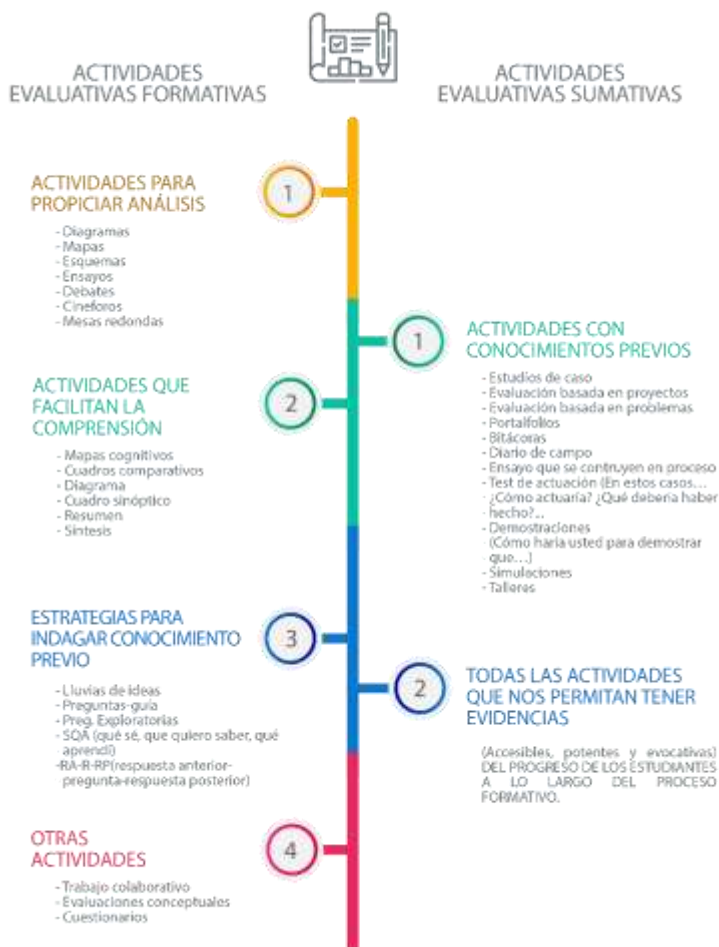 ACTIVIDADES
EVALUATIVAS FORMATIVAS
ACTIVIDADES PARA
PROPICIAR ANÁLISIS
- Diagramas
- Mapas
- Esquemas
- Ensayos
- Debates
- Cineforos
- Mesas redondas
1
ACTIVIDADES QUE
FACILITAN LA
COMPRENSIÓN
- Mapas cognitivos
- Cuadros comparativos
- Diagrama
- Cuadro sinóptico
- Resumen
- Síntesis
2
ESTRATEGIAS PARA
INDAGAR CONOCIMIENTO
PREVIO
- Lluvias de ideas
- Preguntas-guía
- Preg. Exploratorias
- SQA (qué sé, que quiero saber, qué
aprendí)
-RA-R-RP(respuesta anterior-
pregunta-respuesta posterior)
3
OTRAS
ACTIVIDADES
- Trabajo colaborativo
- Evaluaciones conceptuales
- Cuestionarios
4
ACTIVIDADES
EVALUATIVAS SUMATIVAS
1
ACTIVIDADES CON
CONOCIMIENTOS PREVIOS
- Estudios de caso
- Evaluación basada en proyectos
- Evaluación basada en problemas
- Portalfolios
- Bitácoras
- Diario de campo
- Ensayo que se contruyen en proceso
- Test de actuación (En estos casos...
¿Cómo actuaría? ¿Qué debería haber
hecho?...
- Demostraciones
(Cómo haría usted para demostrar
que...)
- Simulaciones
- Talleres
2
TODAS LAS ACTIVIDADES
QUE NOS PERMITAN TENER
EVIDENCIAS
(Accesibles, potentes y evocativas)
DEL PROGRESO DE LOS ESTUDIANTES
A LO LARGO DEL PROCESO
FORMATIVO.